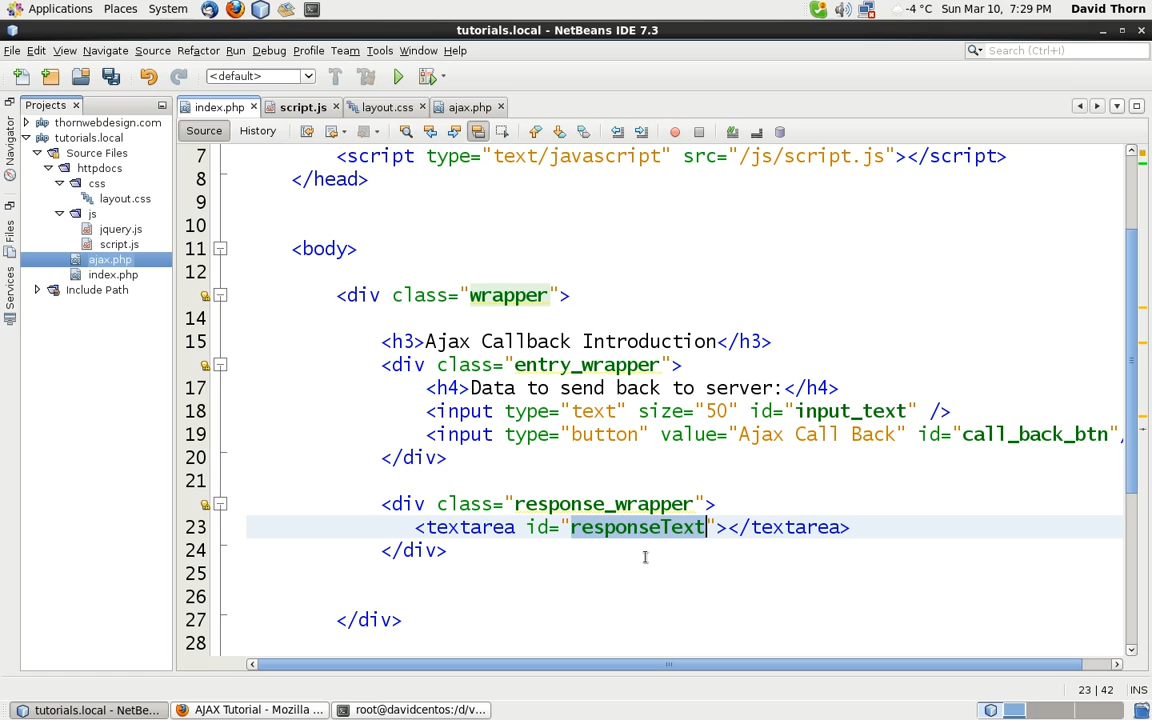 Applications Places System -4 °C Sun Mar 10, 7:29 PM David Thorn
tutorials.local - NetBeans IDE 7.3
File Edit View Navigate Source Refactor Run Debug Profile Team Tools Window Help Search (Ctrl+I)
<default>
Projects index.php script.js layout.css ajax.php
Source History
Navigator
Files
Services
thornwebdesign.com
tutorials.local
Source Files
httpdocs
css
layout.css
js
jquery.js
script.js
ajax.php
index.php
Include Path
7 <script type="text/javascript" src="/js/script.js"></script>
8 </head>
9
10
11 <body>
12
<div class="wrapper">
14
15 <h3>Ajax Callback Introduction</h3>
<div class="entry_wrapper">
17 <h4>Data to send back to server:</h4>
18 <input type="text" size="50" id="input_text" />
19 <input type="button" value="Ajax Call Back" id="call_back_btn"
20 </div>
21
<div class="response_wrapper">
23 <textarea id="responseText"></textarea>
24 </div>
25
26
27 </div>
28
23 | 42 INS
tutorials.local - NetBe... AJAX Tutorial - Mozilla ... root@davidcentos:/d/v...